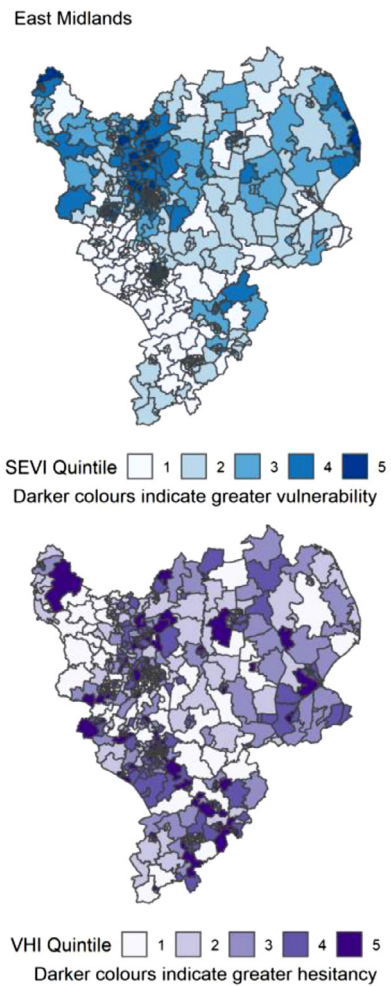 East Midlands
SEVI Quintile 1 2 3 4 5
Darker colours indicate greater vulnerability
VHI Quintile 1 2 3 4 5
Darker colours indicate greater hesitancy